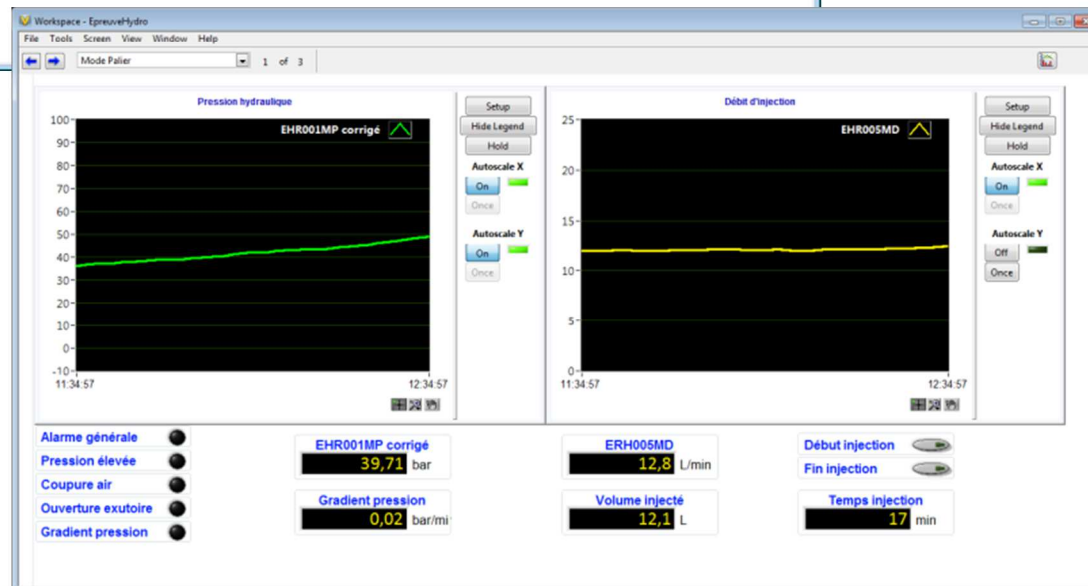 Workspace - EpreuveHydro
File Tools Screen View Window Help
Mode Palier 1 of 3
Pression hydraulique
EHR001MP corrigé
100
90
80
70
60
50
40
30
20
10
0
-10
11:34:57 12:34:57
Setup
Hide Legend
Hold
Autoscale X
On
Once
Autoscale Y
On
Once
Débit d'injection
EHR005MD
25
20
15
10
5
0
11:34:57 12:34:57
Setup
Hide Legend
Hold
Autoscale X
On
Once
Autoscale Y
Off
Once
Alarme générale
Pression élevée
Coupure air
Ouverture exutoire
Gradient pression
EHR001MP corrigé
39,71 bar
Gradient pression
0,02 bar/mi
ERH005MD
12,8 L/min
Volume injecté
12,1 L
Début injection
Fin injection
Temps injection
17 min